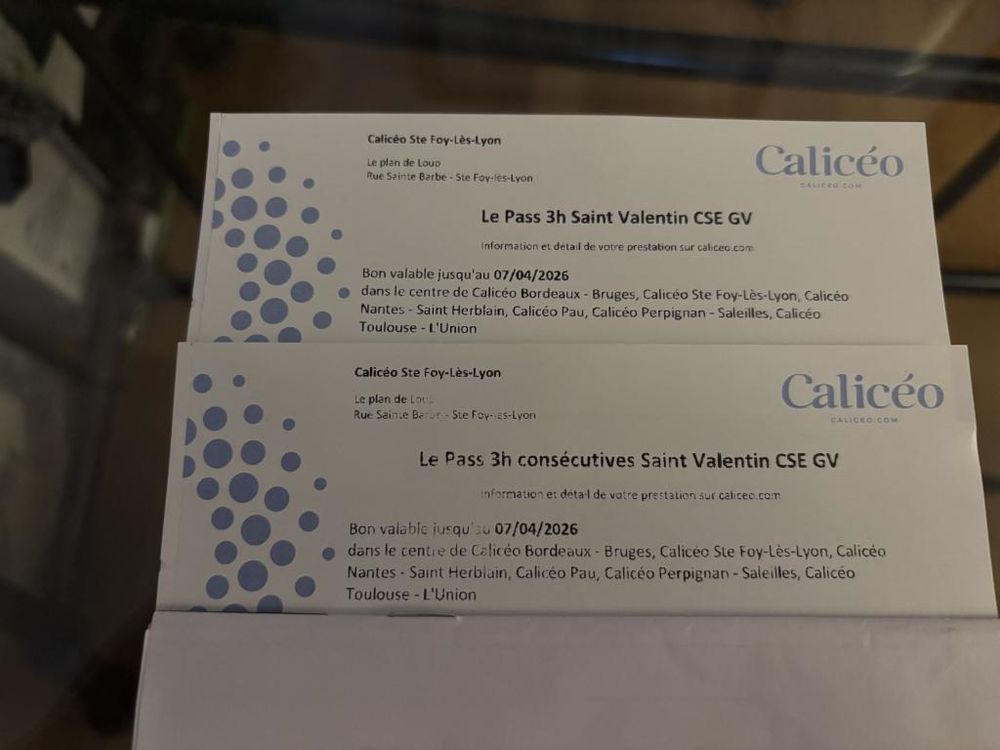 Calicéo Ste Foy-Lès-Lyon
Le plan de Loup
Rue Sainte Barbe - Ste Foy-lès-Lyon
Calicéo
CALICEO.COM
Le Pass 3h Saint Valentin CSE GV
Information et détail de votre prestation sur caliceo.com
Bon valable jusqu'au 07/04/2026
dans le centre de Calicéo Bordeaux - Bruges, Calicéo Ste Foy-Lès-Lyon, Calicéo
Nantes - Saint Herblain, Calicéo Pau, Calicéo Perpignan - Saleilles, Calicéo
Toulouse - L'Union
Calicéo Ste Foy-Lès-Lyon
Le plan de Loup
Rue Sainte Barbe - Ste Foy-lès-Lyon
Calicéo
CALICEO.COM
Le Pass 3h consécutives Saint Valentin CSE GV
Information et détail de votre prestation sur caliceo.com
Bon valable jusqu'au 07/04/2026
dans le centre de Calicéo Bordeaux - Bruges, Calicéo Ste Foy-Lès-Lyon, Calicéo
Nantes - Saint Herblain, Calicéo Pau, Calicéo Perpignan - Saleilles, Calicéo
Toulouse - L'Union